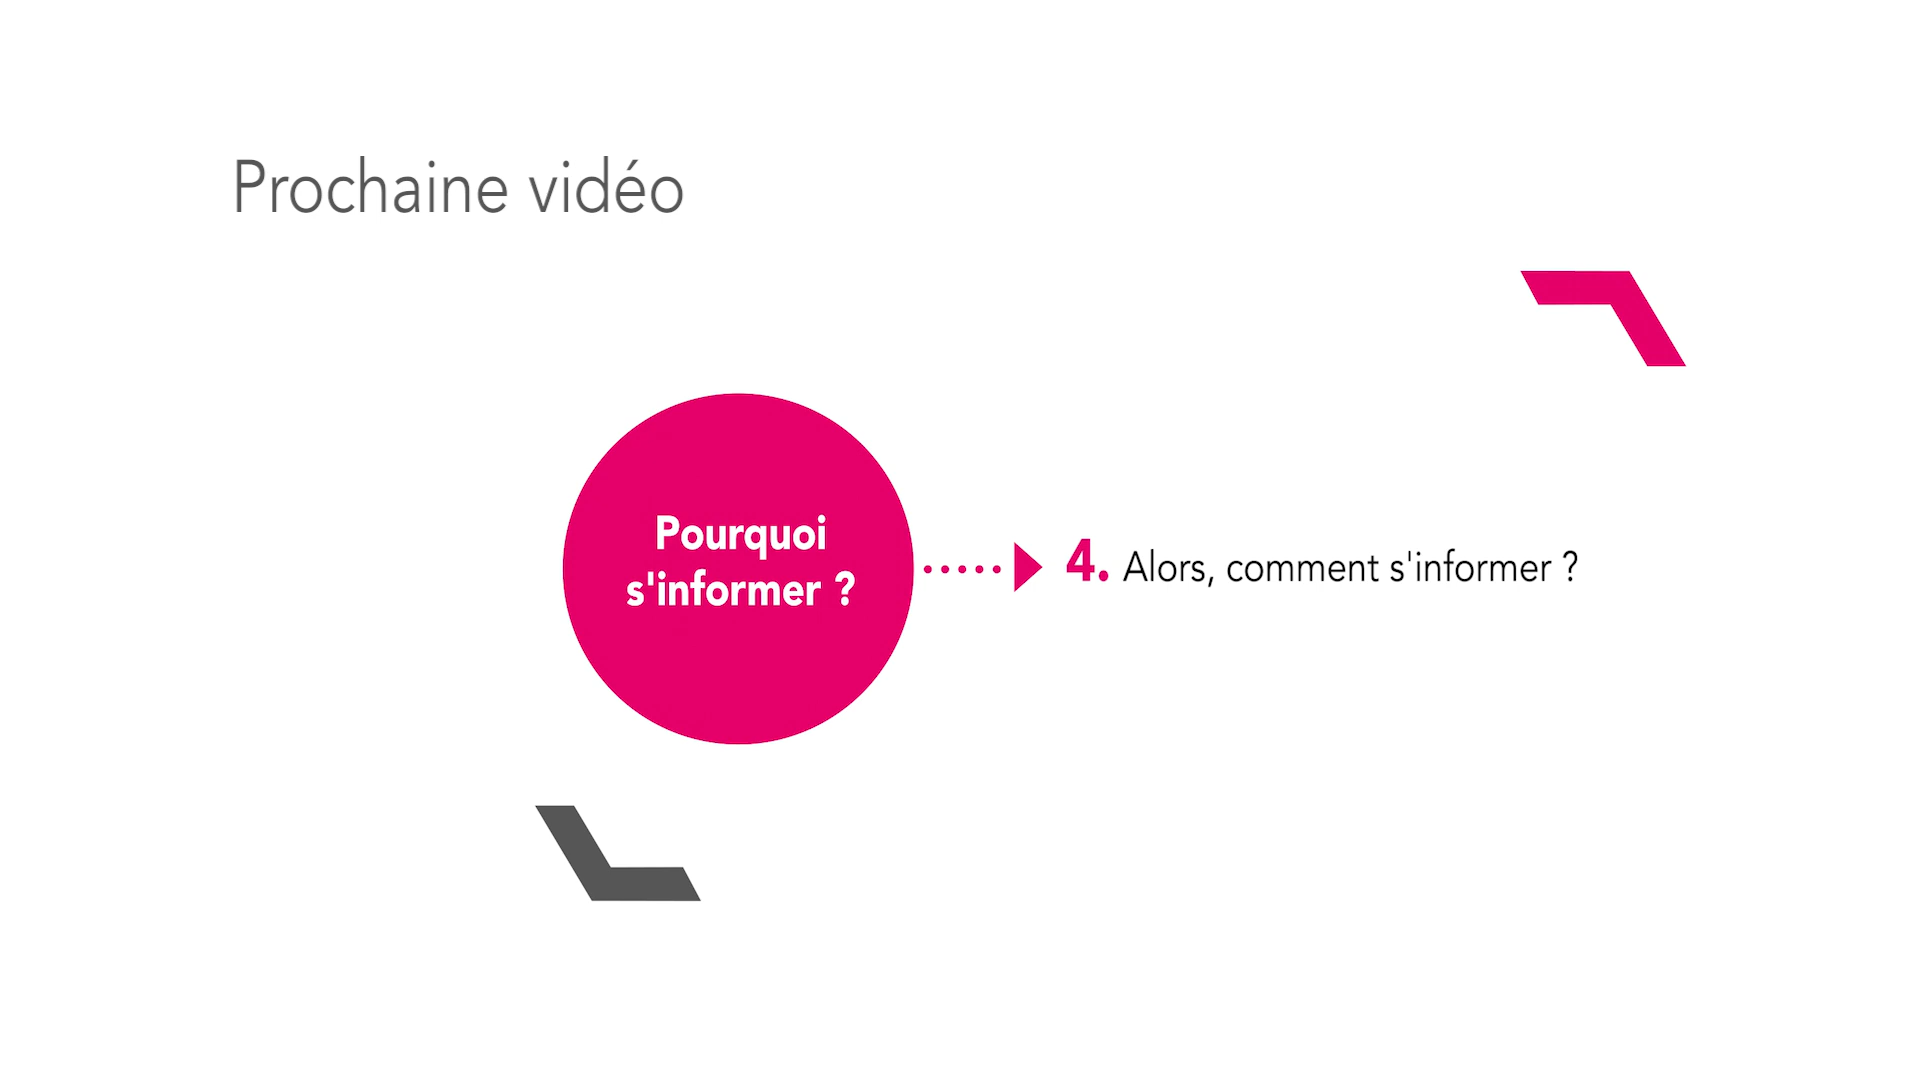 Prochaine vidéo
Pourquoi
s'informer ?
4. Alors, comment s'informer ?